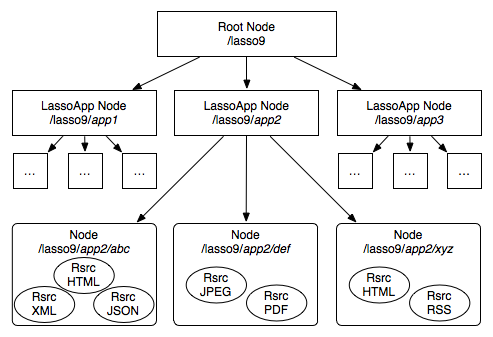 Root Node
/lasso9
LassoApp Node
/lasso9/app1
LassoApp Node
/lasso9/app2
LassoApp Node
/lasso9/app3
...
...
...
...
...
...
Node
/lasso9/app2/abc
Rsrc
HTML
Rsrc
XML
Rsrc
JSON
Node
/lasso9/app2/def
Rsrc
JPEG
Rsrc
PDF
Node
/lasso9/app2/xyz
Rsrc
HTML
Rsrc
RSS